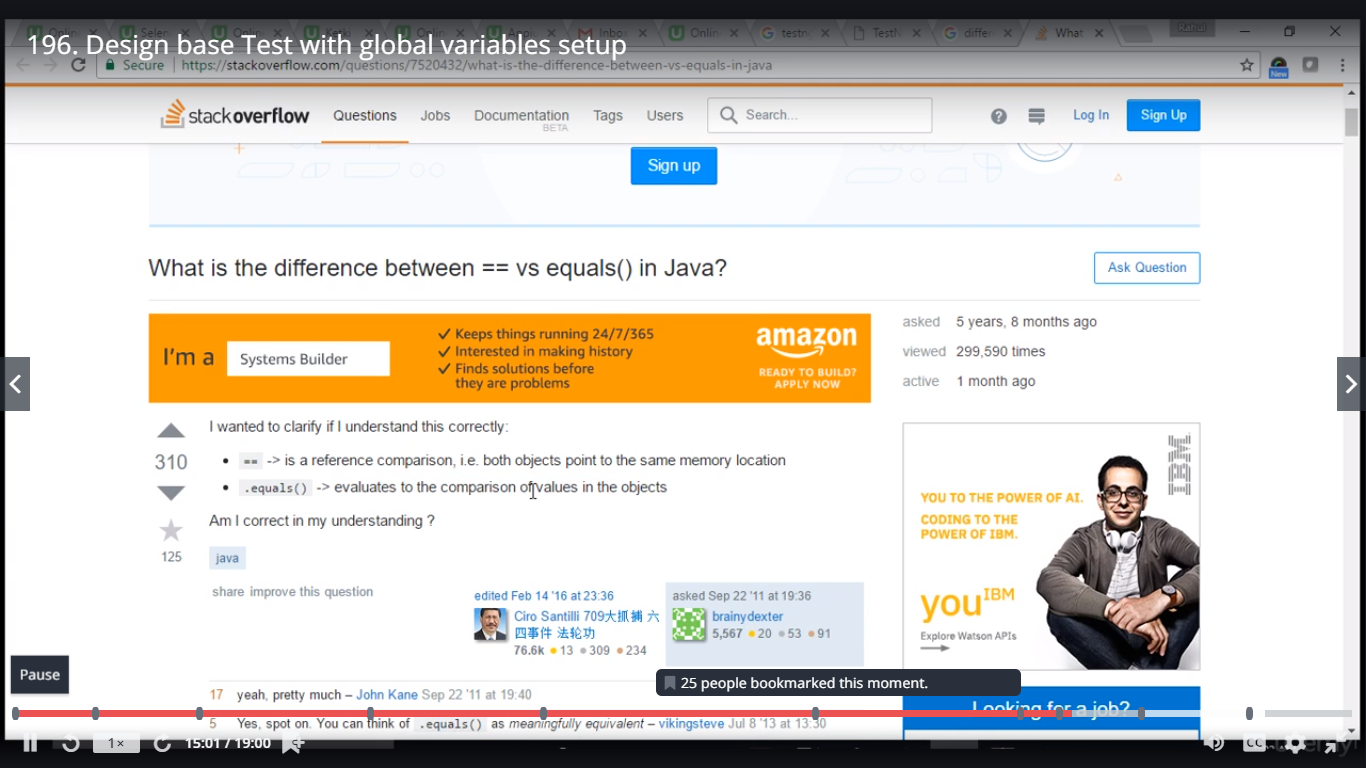 196. Design base Test with global variables setup
Secure | https://stackoverflow.com/questions/7520432/what-is-the-difference-between-vs-equals-in-java
New
stackoverflow Questions Jobs Documentation Tags Users Search... Log In Sign Up
BETA
Sign up
What is the difference between == vs equals() in Java?
Ask Question
I'm a Systems Builder
✓ Keeps things running 24/7/365
✓ Interested in making history
✓ Finds solutions before
they are problems
amazon
READY TO BUILD?
APPLY NOW
asked 5 years, 8 months ago
viewed 299,590 times
active 1 month ago
310
I wanted to clarify if I understand this correctly:
• == -> is a reference comparison, i.e. both objects point to the same memory location
• .equals() -> evaluates to the comparison of values in the objects
Am I correct in my understanding ?
125
java
share improve this question
edited Feb 14 '16 at 23:36
Ciro Santilli 709大抓捕 六
四事件 法轮功
76.6k 13 309 234
asked Sep 22 '11 at 19:36
brainydexter
5,567 20 53 91
IBM
YOU TO THE POWER OF AI.
CODING TO THE
POWER OF IBM.
youIBM
Explore Watson APIs
Looking for a job?
17 yeah, pretty much – John Kane Sep 22 '11 at 19:40
5 Yes, spot on. You can think of .equals() as meaningfully equivalent – vikingsteve Jul 8 '13 at 13:30
Pause
25 people bookmarked this moment.
1× 15:01 / 19:00 CC